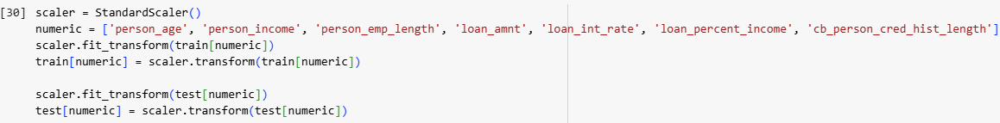 [30] scaler = StandardScaler()
numeric = ['person_age', 'person_income', 'person_emp_length', 'loan_amnt', 'loan_int_rate', 'loan_percent_income', 'cb_person_cred_hist_length']
scaler.fit_transform(train[numeric])
train[numeric] = scaler.transform(train[numeric])
scaler.fit_transform(test[numeric])
test[numeric] = scaler.transform(test[numeric])